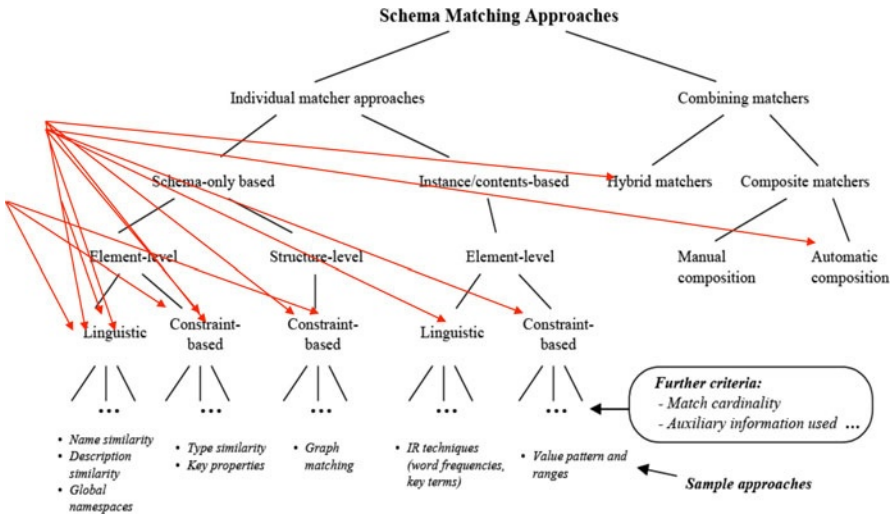 Schema Matching Approaches
Individual matcher approaches
Combining matchers
Schema-only based
Instance/contents-based
Hybrid matchers
Composite matchers
Element-level
Structure-level
Element-level
Manual
composition
Automatic
composition
Linguistic
Constraint-
based
Constraint-
based
Linguistic
Constraint-
based
Further criteria:
- Match cardinality
- Auxiliary information used ...
...
...
...
...
...
• Name similarity
• Description
similarity
• Global
namespaces
• Type similarity
• Key properties
• Graph
matching
• IR techniques
(word frequencies,
key terms)
• Value pattern and
ranges
Sample approaches